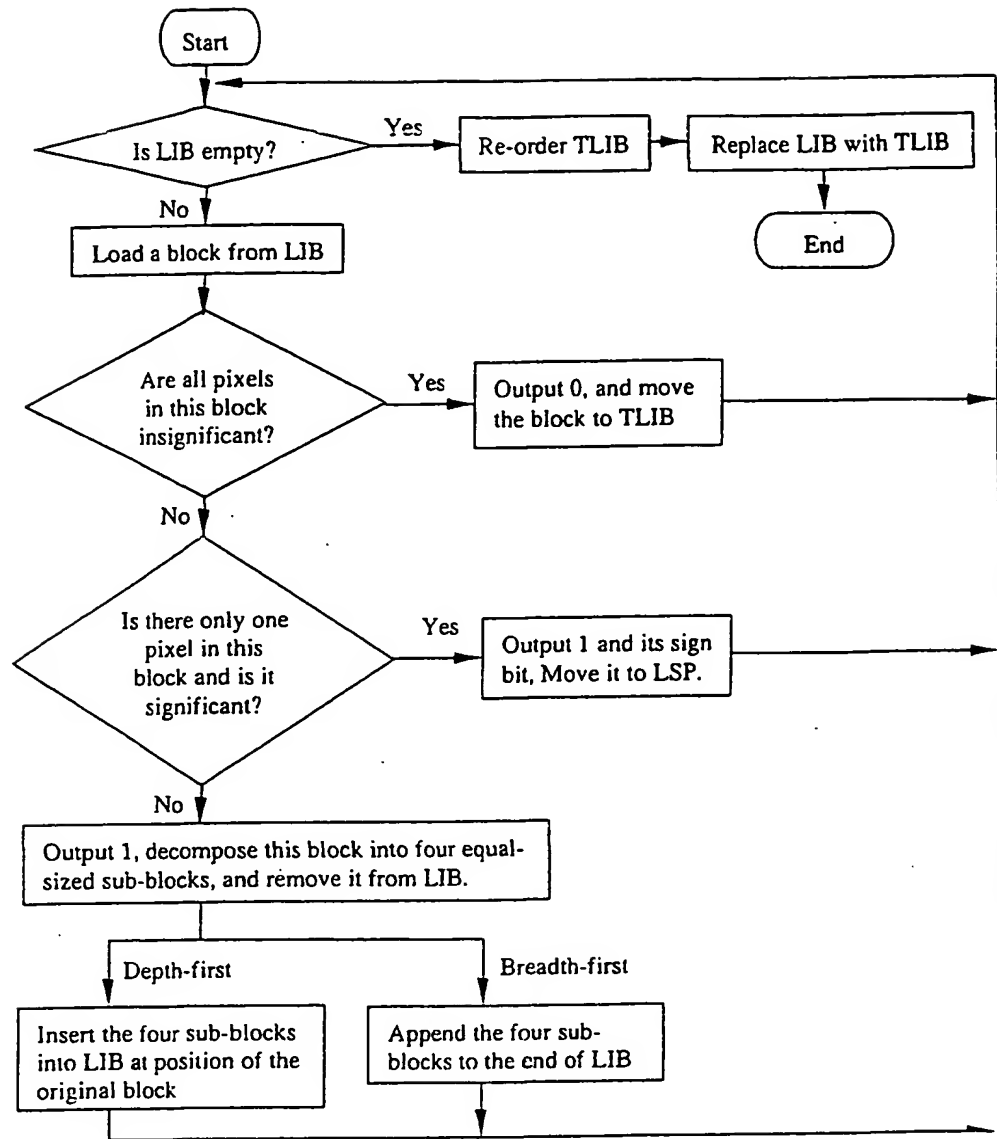 Start
Is LIB empty?
Yes
Re-order TLIB
Replace LIB with TLIB
No
End
Load a block from LIB
Are all pixels
in this block
insignificant?
Yes
Output 0, and move
the block to TLIB
No
Is there only one
pixel in this
block and is it
significant?
Yes
Output 1 and its sign
bit, Move it to LSP.
No
Output 1, decompose this block into four equal-
sized sub-blocks, and remove it from LIB.
Depth-first
Breadth-first
Insert the four sub-blocks
into LIB at position of the
original block
Append the four sub-
blocks to the end of LIB